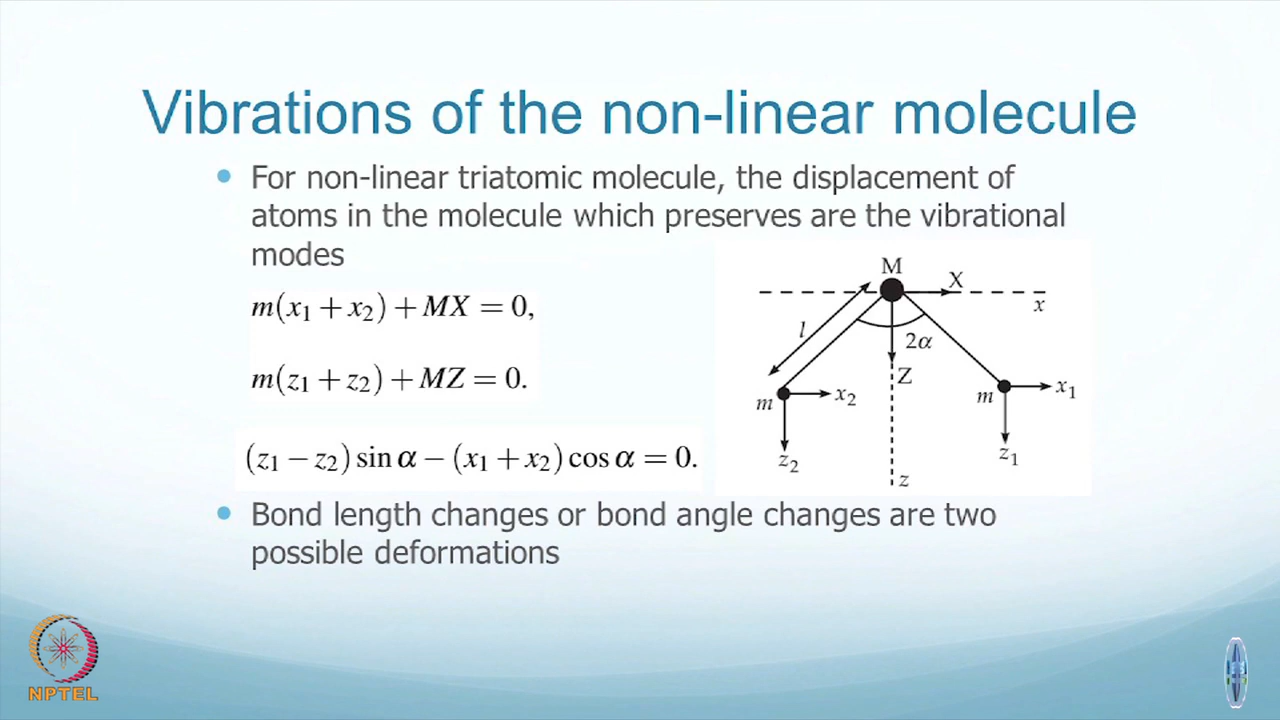 Vibrations of the non-linear molecule
For non-linear triatomic molecule, the displacement of
atoms in the molecule which preserves are the vibrational
modes
m(x₁ + x₂) + MX = 0,
m(z₁ + z₂) + MZ = 0.
(z₁ − z₂) sin α − (x₁ + x₂) cos α = 0.
M
X
x
l
2α
Z
m
x₂
m
x₁
z₂
z₁
z
Bond length changes or bond angle changes are two
possible deformations
NPTEL